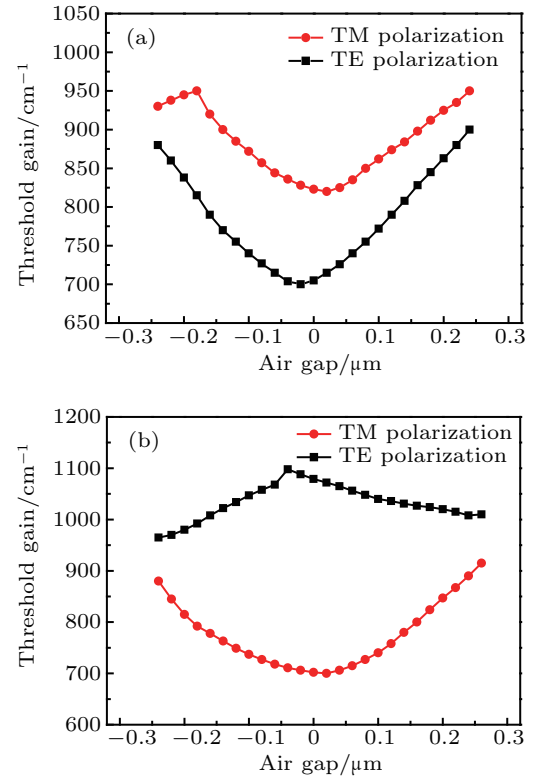 (a)
TM polarization
TE polarization
Threshold gain/cm−1
1050
1000
950
900
850
800
750
700
650
−0.3 −0.2 −0.1 0 0.1 0.2 0.3
Air gap/μm
(b)
TM polarization
TE polarization
Threshold gain/cm−1
1200
1100
1000
900
800
700
600
−0.3 −0.2 −0.1 0 0.1 0.2 0.3
Air gap/μm